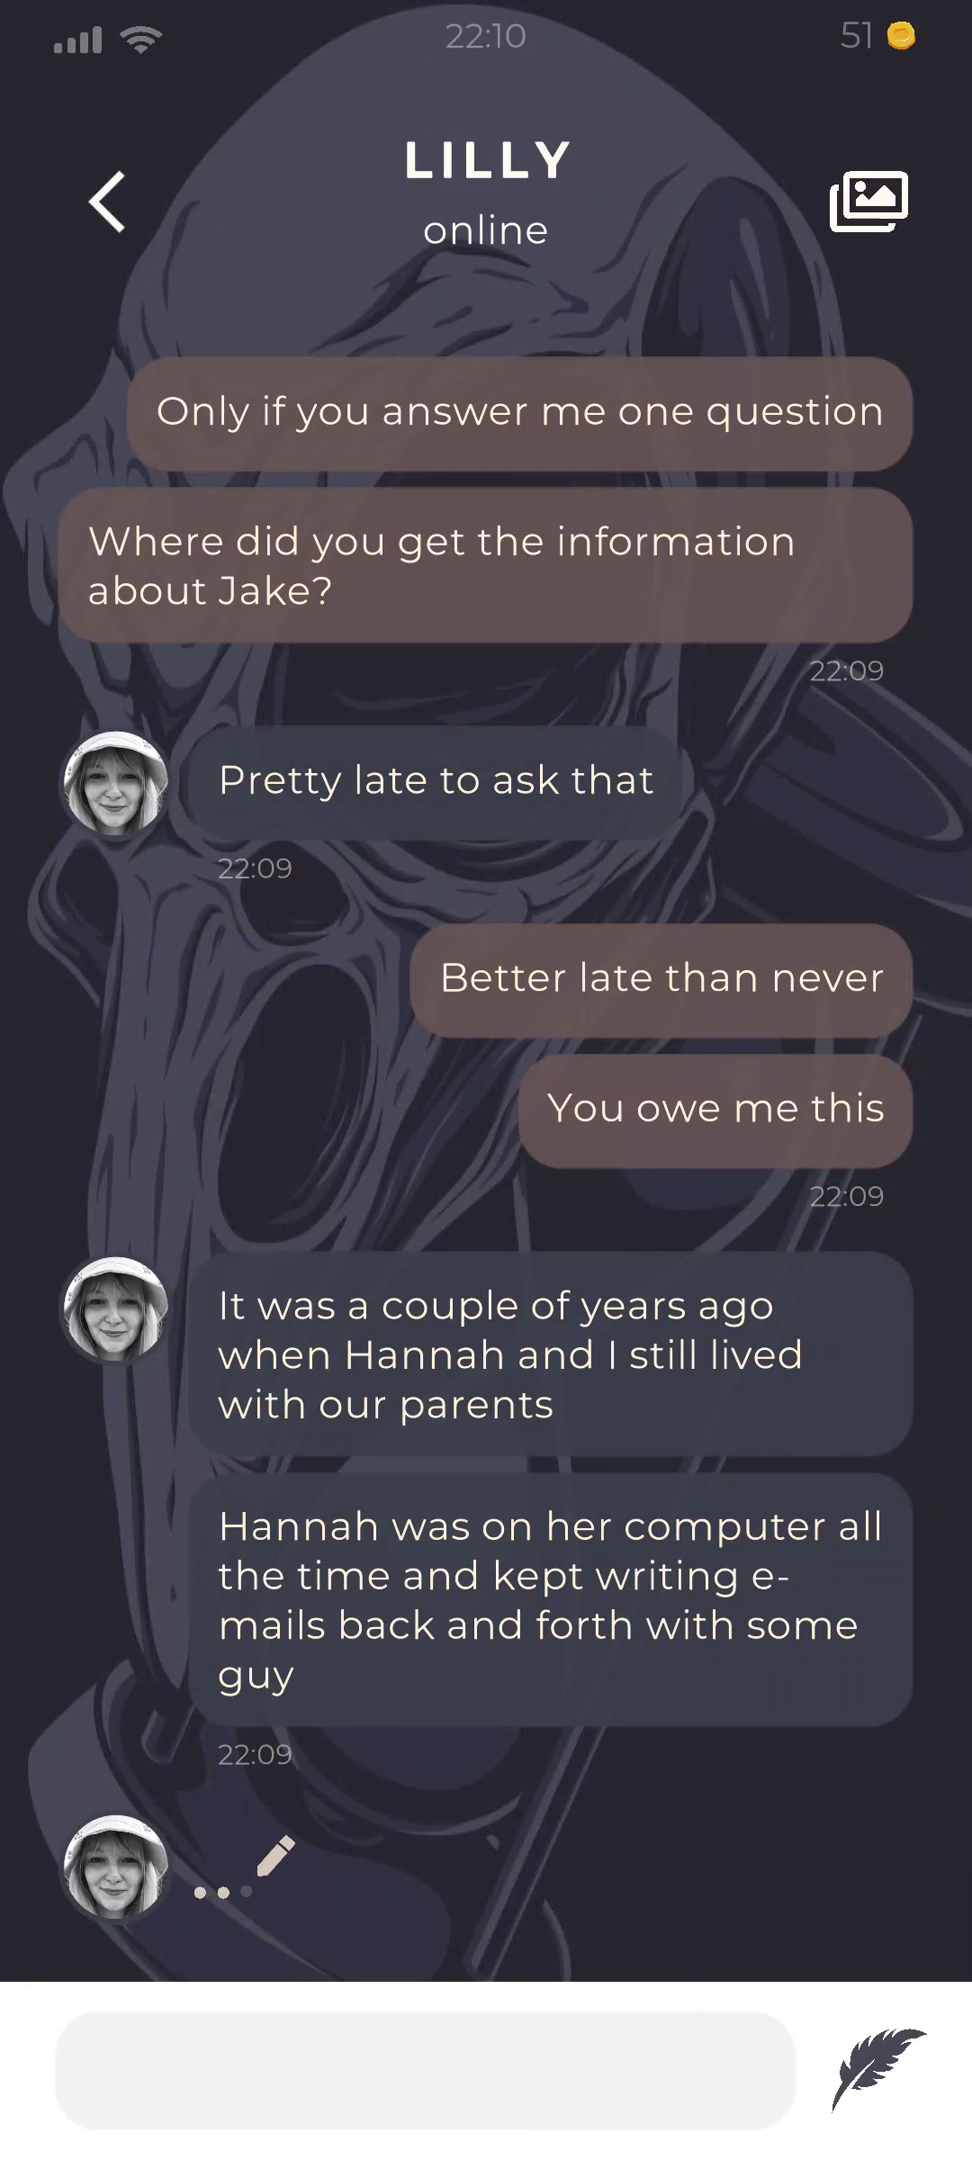 22:10
51
LILLY
online
Only if you answer me one question
Where did you get the information
about Jake?
22:09
Pretty late to ask that
22:09
Better late than never
You owe me this
22:09
It was a couple of years ago
when Hannah and I still lived
with our parents
Hannah was on her computer all
the time and kept writing e-
mails back and forth with some
guy
22:09